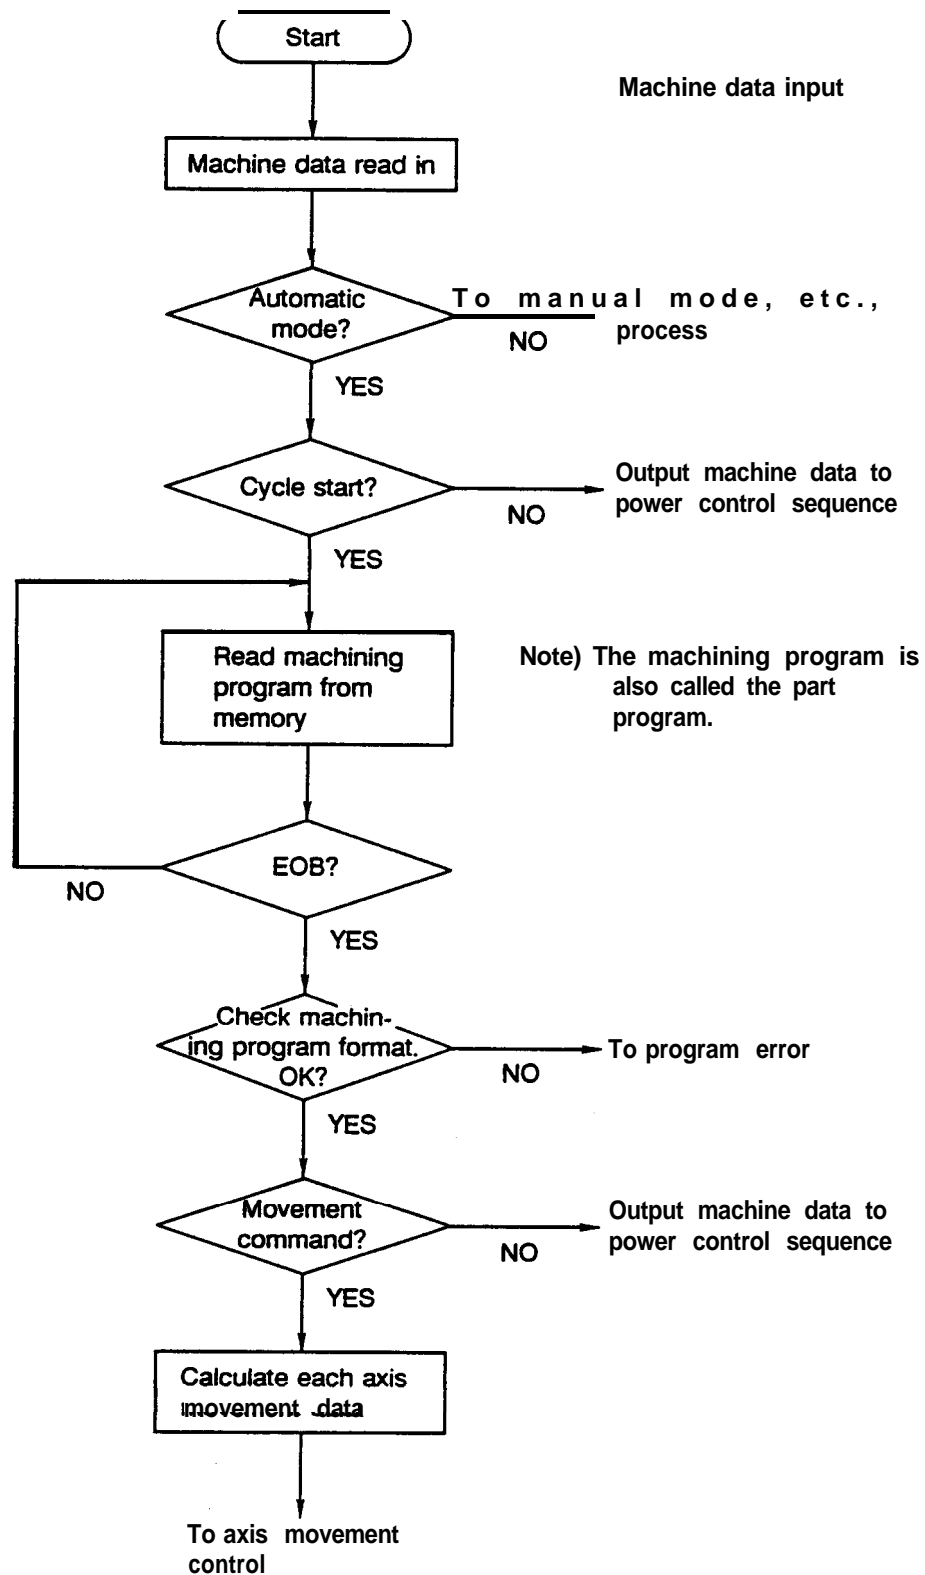 Start
Machine data input
Machine data read in
Automatic
mode?
To manual mode, etc.,
process
NO
YES
Cycle start?
Output machine data to
power control sequence
NO
YES
Read machining
program from
memory
Note) The machining program is
also called the part
program.
EOB?
NO
YES
Check machin-
ing program format.
OK?
To program error
NO
YES
Movement
command?
Output machine data to
power control sequence
NO
YES
Calculate each axis
movement data
To axis movement
control